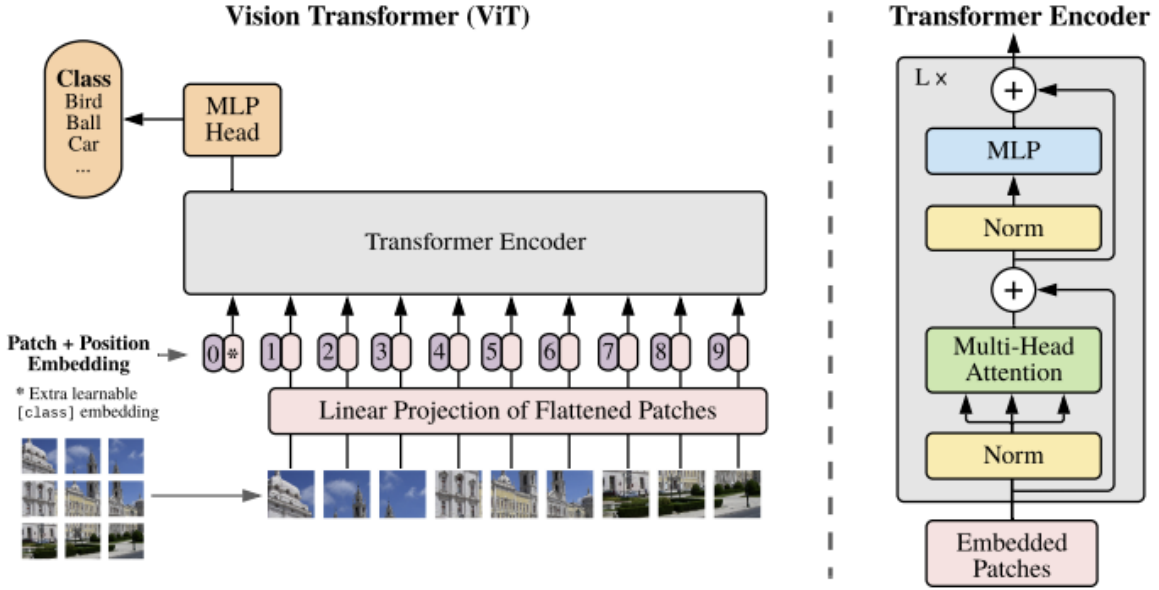 Vision Transformer (ViT)
Class
Bird
Ball
Car
...
MLP
Head
Transformer Encoder
Patch + Position
Embedding
0 * 1 2 3 4 5 6 7 8 9
* Extra learnable
[class] embedding
Linear Projection of Flattened Patches
Transformer Encoder
L ×
+
MLP
Norm
+
Multi-Head
Attention
Norm
Embedded
Patches